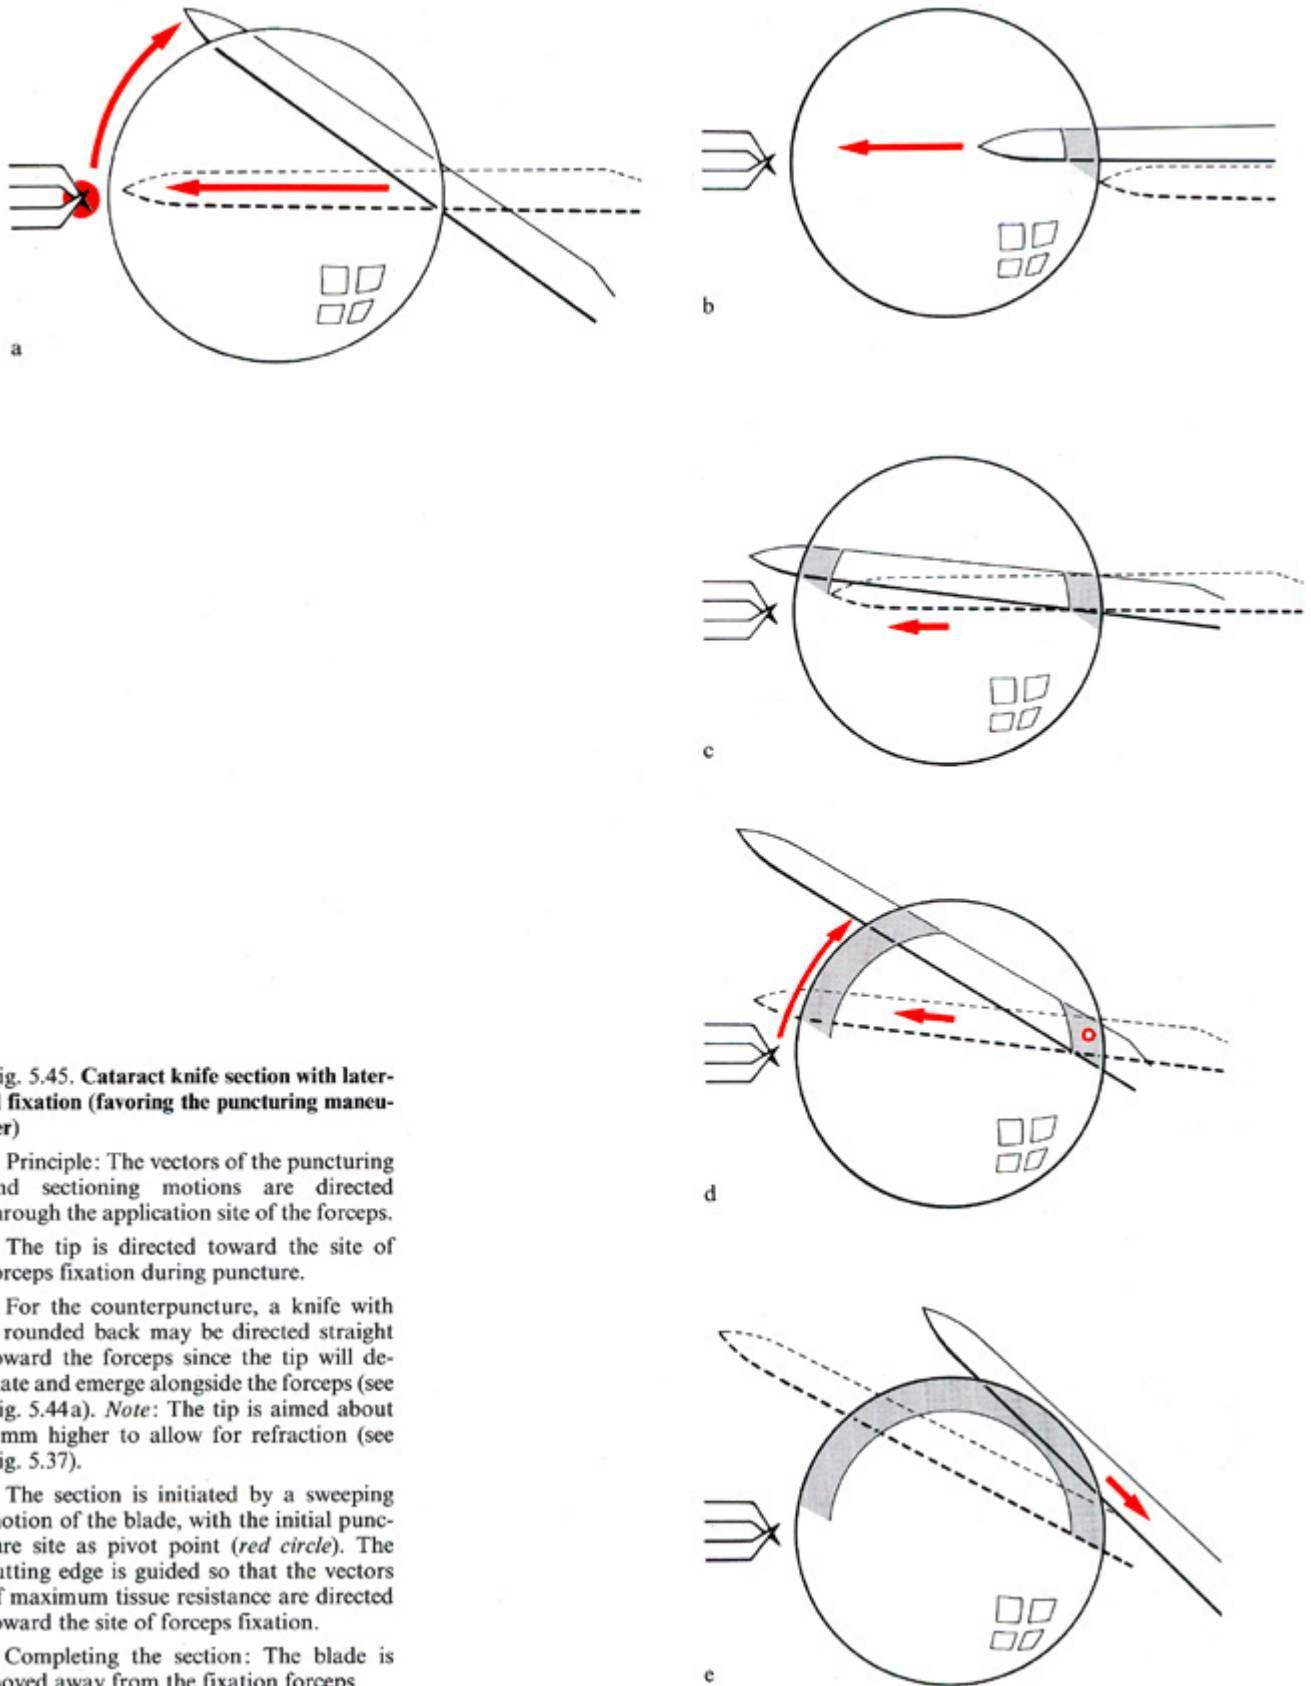 a
b
c
d
ig. 5.45. Cataract knife section with later-
l fixation (favoring the puncturing maneu-
er)
Principle: The vectors of the puncturing
nd sectioning motions are directed
hrough the application site of the forceps.
The tip is directed toward the site of
orceps fixation during puncture.
For the counterpuncture, a knife with
rounded back may be directed straight
oward the forceps since the tip will de-
iate and emerge alongside the forceps (see
ig. 5.44a). Note: The tip is aimed about
mm higher to allow for refraction (see
ig. 5.37).
The section is initiated by a sweeping
otion of the blade, with the initial punc-
ure site as pivot point (red circle). The
utting edge is guided so that the vectors
f maximum tissue resistance are directed
oward the site of forceps fixation.
Completing the section: The blade is
oved away from the fixation forceps
e